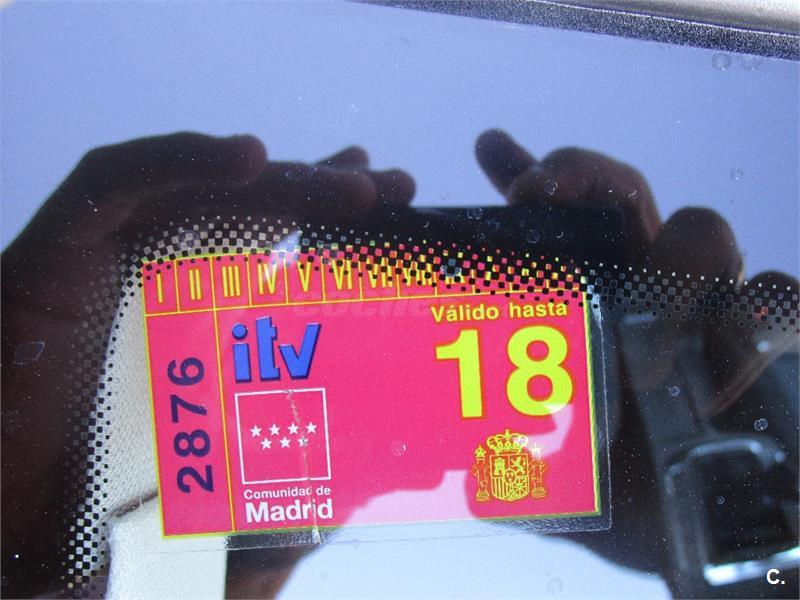 I II III IV V VI VII
Válido hasta
18
itv
2876
Comunidad de
Madrid
C.